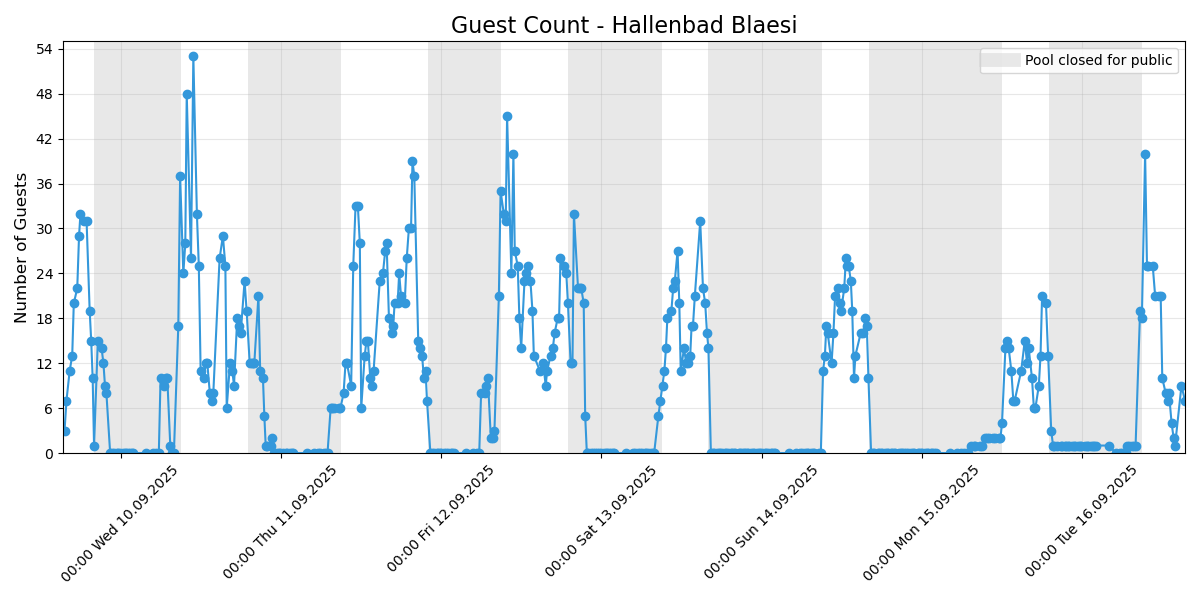 Guest Count - Hallenbad Blaesi
Pool closed for public
Number of Guests
54
48
42
36
30
24
18
12
6
0
00:00 Wed 10.09.2025
00:00 Thu 11.09.2025
00:00 Fri 12.09.2025
00:00 Sat 13.09.2025
00:00 Sun 14.09.2025
00:00 Mon 15.09.2025
00:00 Tue 16.09.2025